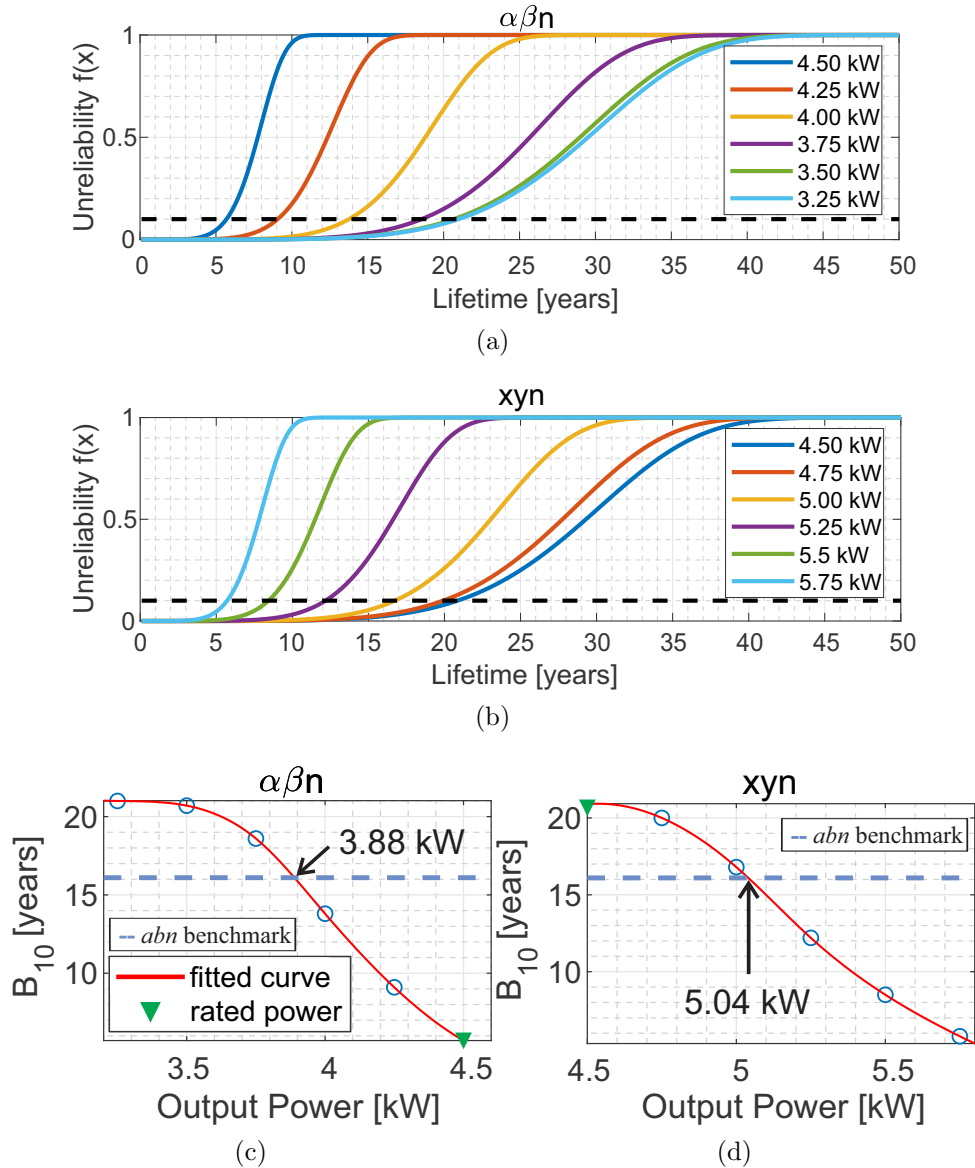 αβn
Unreliability f(x)
1
0.5
0
4.50 kW
4.25 kW
4.00 kW
3.75 kW
3.50 kW
3.25 kW
0 5 10 15 20 25 30 35 40 45 50
Lifetime [years]
(a)
xyn
Unreliability f(x)
1
0.5
0
4.50 kW
4.75 kW
5.00 kW
5.25 kW
5.5 kW
5.75 kW
0 5 10 15 20 25 30 35 40 45 50
Lifetime [years]
(b)
αβn
B10 [years]
20
15
10
3.88 kW
abn benchmark
fitted curve
rated power
3.5 4 4.5
Output Power [kW]
(c)
xyn
B10 [years]
20
15
10
abn benchmark
5.04 kW
4.5 5 5.5
Output Power [kW]
(d)